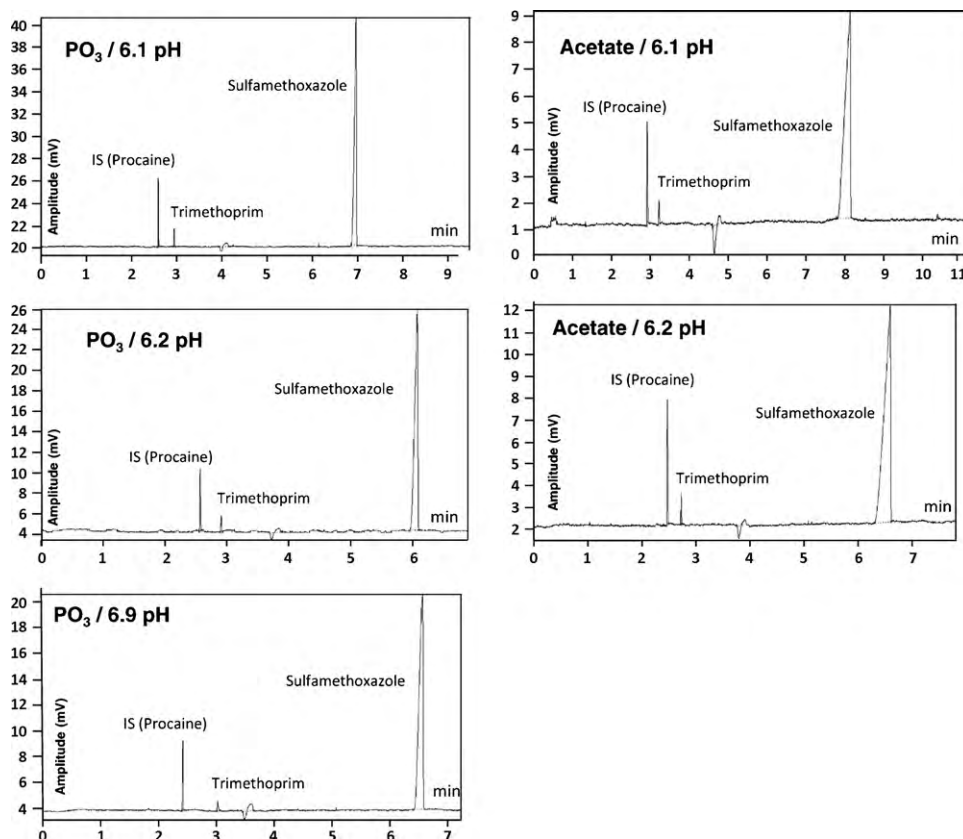 PO3 / 6.1 pH
Amplitude (mV)
40
38
36
34
32
30
28
26
24
22
20
Sulfamethoxazole
IS (Procaine)
Trimethoprim
min
0 1 2 3 4 5 6 7 8 9
Acetate / 6.1 pH
Amplitude (mV)
9
8
7
6
5
4
3
2
1
0
IS (Procaine)
Sulfamethoxazole
Trimethoprim
min
0 1 2 3 4 5 6 7 8 9 10 11
PO3 / 6.2 pH
Amplitude (mV)
26
24
22
20
18
16
14
12
10
8
6
4
Sulfamethoxazole
IS (Procaine)
Trimethoprim
min
0 1 2 3 4 5 6
Acetate / 6.2 pH
Amplitude (mV)
12
11
10
9
8
7
6
5
4
3
2
IS (Procaine)
Sulfamethoxazole
Trimethoprim
min
0 1 2 3 4 5 6 7
PO3 / 6.9 pH
Amplitude (mV)
20
18
16
14
12
10
8
6
4
Sulfamethoxazole
IS (Procaine)
Trimethoprim
min
0 1 2 3 4 5 6 7